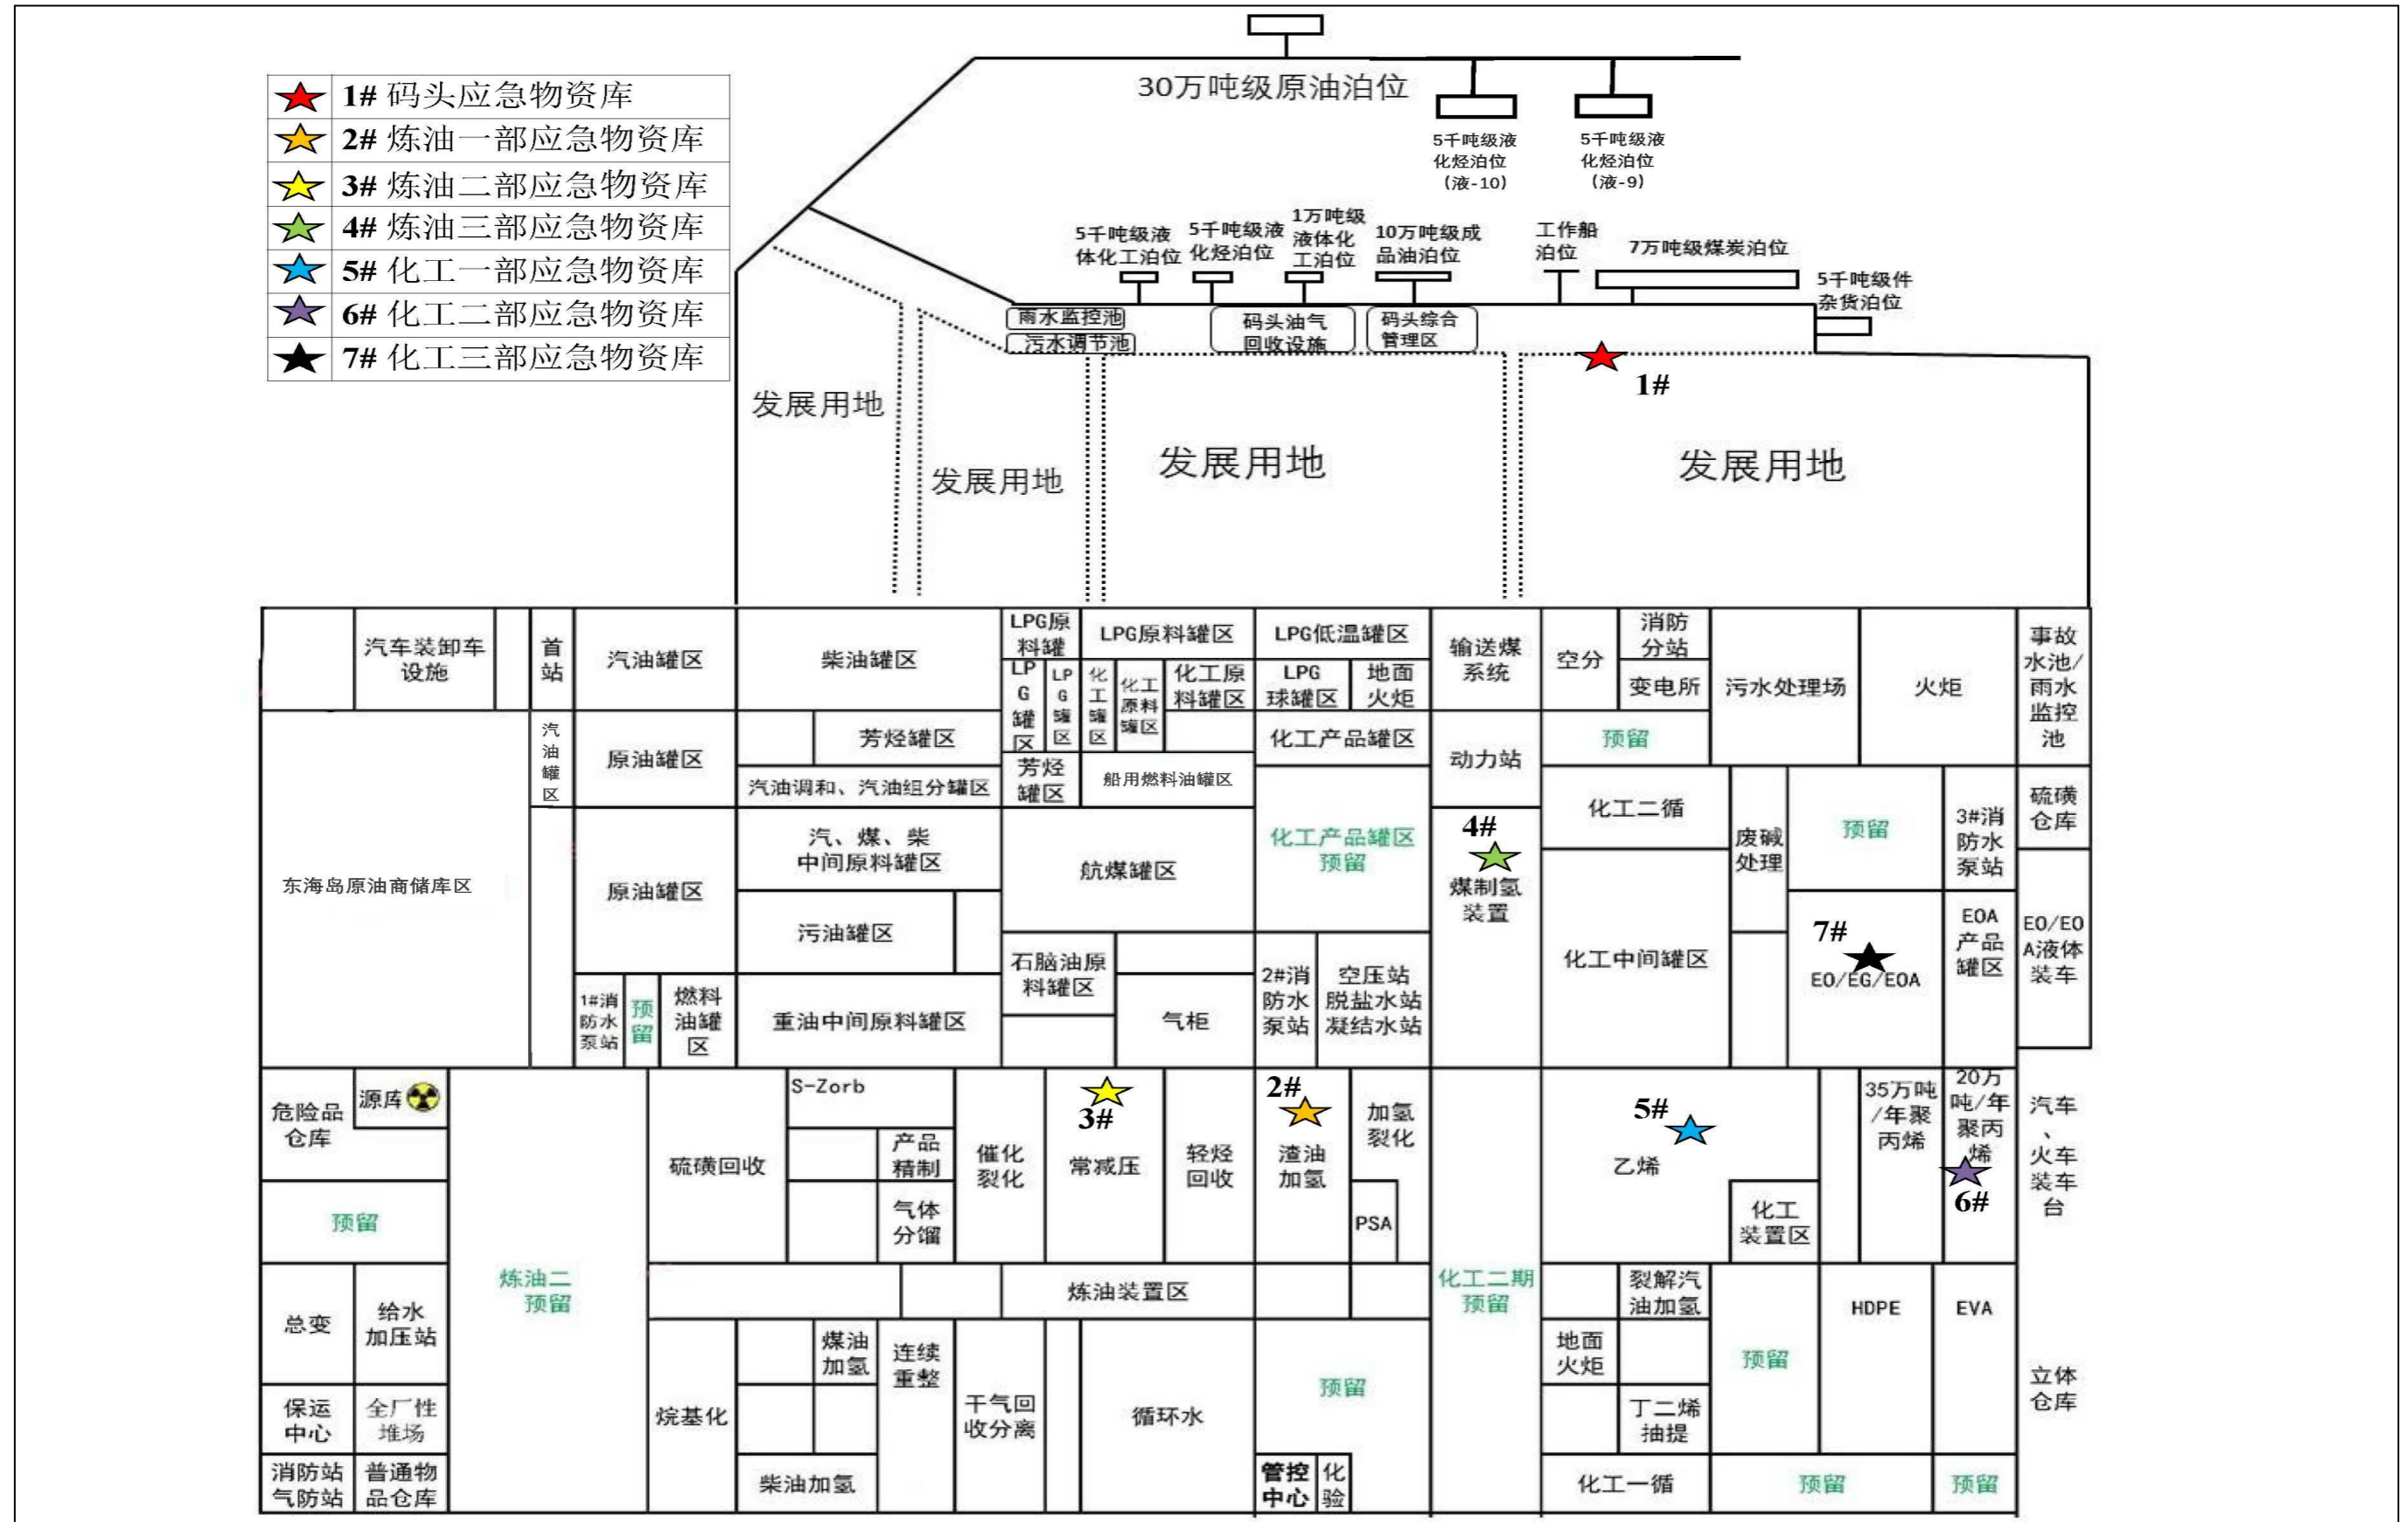 1# 码头应急物资库
2# 炼油一部应急物资库
3# 炼油二部应急物资库
4# 炼油三部应急物资库
5# 化工一部应急物资库
6# 化工二部应急物资库
7# 化工三部应急物资库
30万吨级原油泊位
5千吨级液
化烃泊位
(液-10)
5千吨级液
化烃泊位
(液-9)
5千吨级液
体化工泊位
5千吨级液
化烃泊位
1万吨级
液体化
工泊位
10万吨级成
品油泊位
工作船
泊位
7万吨级煤炭泊位
5千吨级件
杂货泊位
雨水监控池
污水调节池
码头油气
回收设施
码头综合
管理区
1#
发展用地
发展用地
发展用地
发展用地
汽车装卸车
设施
首
站
汽油罐区
柴油罐区
LPG原
料罐
LPG原料罐区
LPG低温罐区
输送煤
系统
空分
消防
分站
变电所
污水处理场
火炬
事故
水池/
雨水
监控
池
LP
G
罐
区
LP
G
罐
区
化
工
罐
区
化工
原料
罐区
化工原
料罐区
LPG
球罐区
地面
火炬
汽
油
罐
区
原油罐区
芳烃罐区
汽油调和、汽油组分罐区
芳烃
罐区
船用燃料油罐区
化工产品罐区
动力站
预留
东海岛原油商储库区
原油罐区
汽、煤、柴
中间原料罐区
航煤罐区
化工产品罐区
预留
4#
煤制氢
装置
化工二循
废碱
处理
预留
3#消
防水
泵站
硫磺
仓库
污油罐区
石脑油原
料罐区
气柜
2#消
防水
泵站
空压站
脱盐水站
凝结水站
化工中间罐区
7#
EO/EG/EOA
EOA
产品
罐区
EO/EO
A液体
装车
1#消
防水
泵站
预
留
燃料
油罐
区
重油中间原料罐区
危险品
仓库
源库
预留
炼油二
预留
硫磺回收
S-Zorb
产品
精制
气体
分馏
催化
裂化
3#
常减压
轻烃
回收
2#
渣油
加氢
加氢
裂化
PSA
化工二期
预留
5#
乙烯
化工
装置区
35万吨
/年聚
丙烯
20万
吨/年
聚丙
烯
6#
汽车
、
火车
装车
台
总变
给水
加压站
保运
中心
全厂性
堆场
消防站
气防站
普通物
品仓库
炼油装置区
烷基化
煤油
加氢
连续
重整
干气回
收分离
循环水
柴油加氢
预留
管控
中心
化
验
裂解汽
油加氢
地面
火炬
丁二烯
抽提
化工一循
预留
HDPE
EVA
立体
仓库
预留
预留